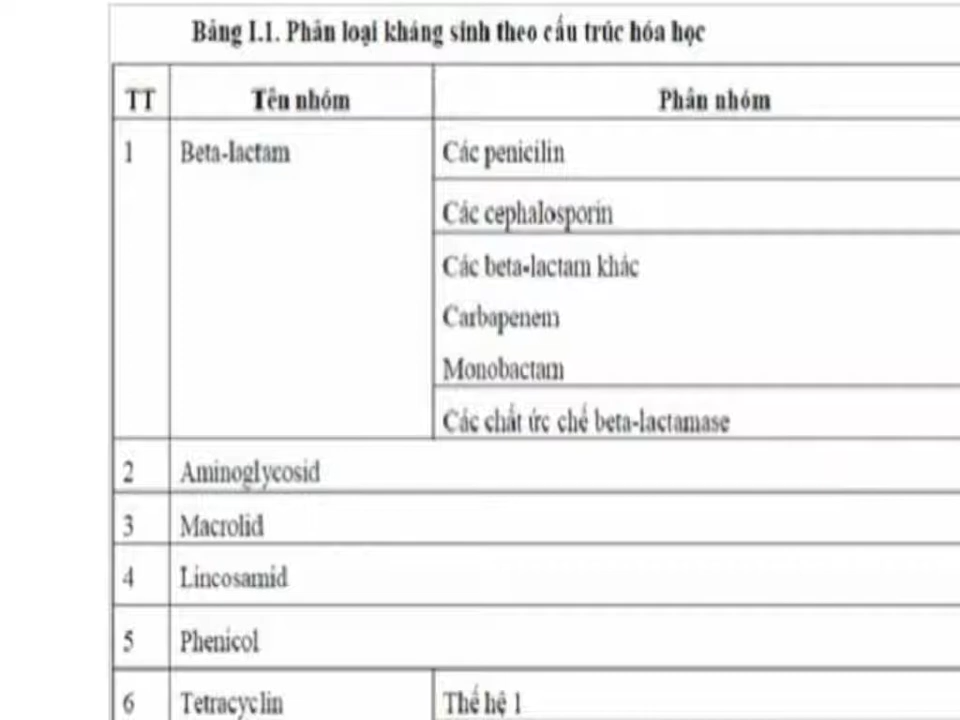 Bảng I.1. Phân loại kháng sinh theo cấu trúc hóa học
TT Tên nhóm Phân nhóm
1 Beta-lactam Các penicilin
Các cephalosporin
Các beta-lactam khác
Carbapenem
Monobactam
Các chất ức chế beta-lactamase
2 Aminoglycosid
3 Macrolid
4 Lincosamid
5 Phenicol
6 Tetracyclin Thế hệ 1